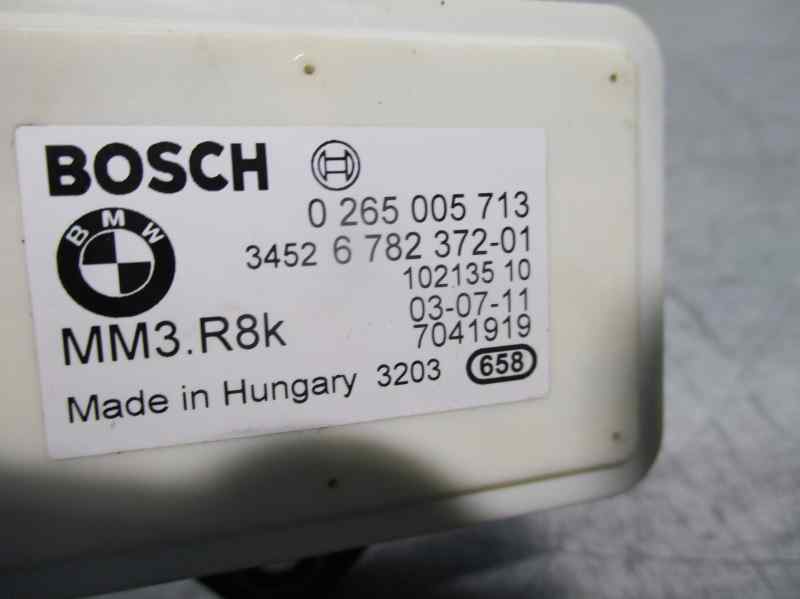 BOSCH
0 265 005 713
BMW
3452 6 782 372-01
102135 10
03-07-11
MM3.R8k
7041919
Made in Hungary 3203 658